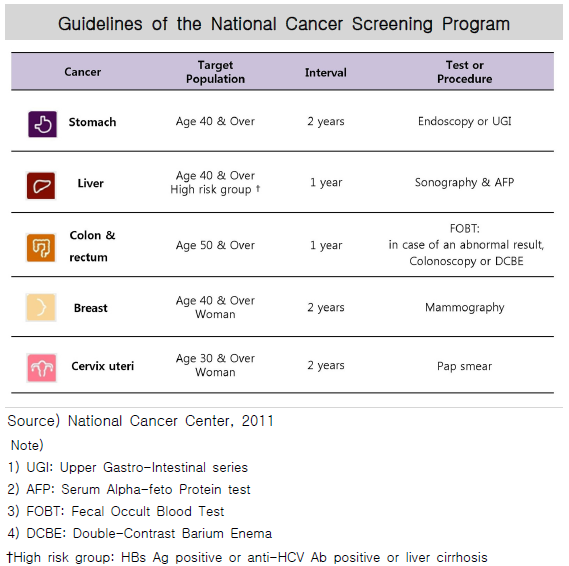 Guidelines of the National Cancer Screening Program
Cancer Target Population Interval Test or Procedure
Stomach Age 40 & Over 2 years Endoscopy or UGI
Liver Age 40 & Over High risk group † 1 year Sonography & AFP
Colon & rectum Age 50 & Over 1 year FOBT: in case of an abnormal result, Colonoscopy or DCBE
Breast Age 40 & Over Woman 2 years Mammography
Cervix uteri Age 30 & Over Woman 2 years Pap smear
Source) National Cancer Center, 2011
Note)
1) UGI: Upper Gastro-Intestinal series
2) AFP: Serum Alpha-feto Protein test
3) FOBT: Fecal Occult Blood Test
4) DCBE: Double-Contrast Barium Enema
†High risk group: HBs Ag positive or anti-HCV Ab positive or liver cirrhosis